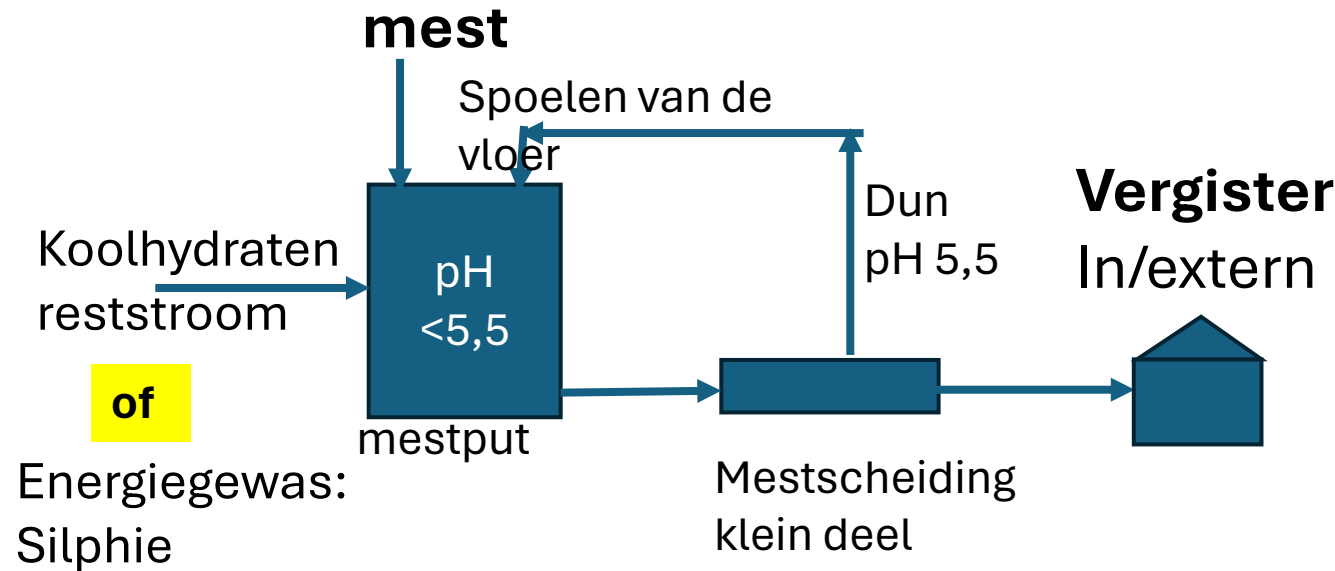 mest
Spoelen van de
vloer
Koolhydraten
reststroom
of
Energiegewas:
Silphie
pH
<5,5
mestput
Dun
pH 5,5
Mestscheiding
klein deel
Vergister
In/extern